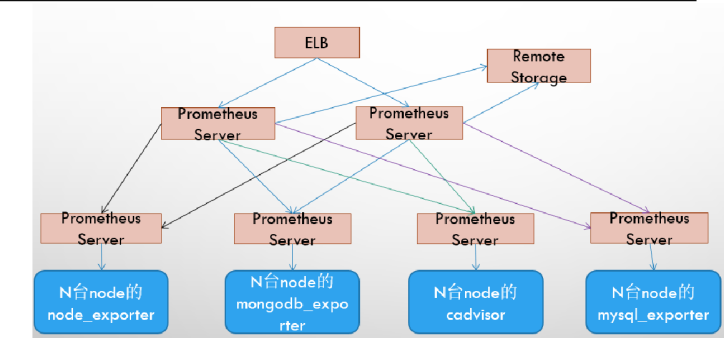 ELB
Remote
Storage
Prometheus
Server
Prometheus
Server
Prometheus
Server
Prometheus
Server
Prometheus
Server
Prometheus
Server
N台node的
node_exporter
N台node的
mongodb_expo
rter
N台node的
cadvisor
N台node的
mysql_exporter